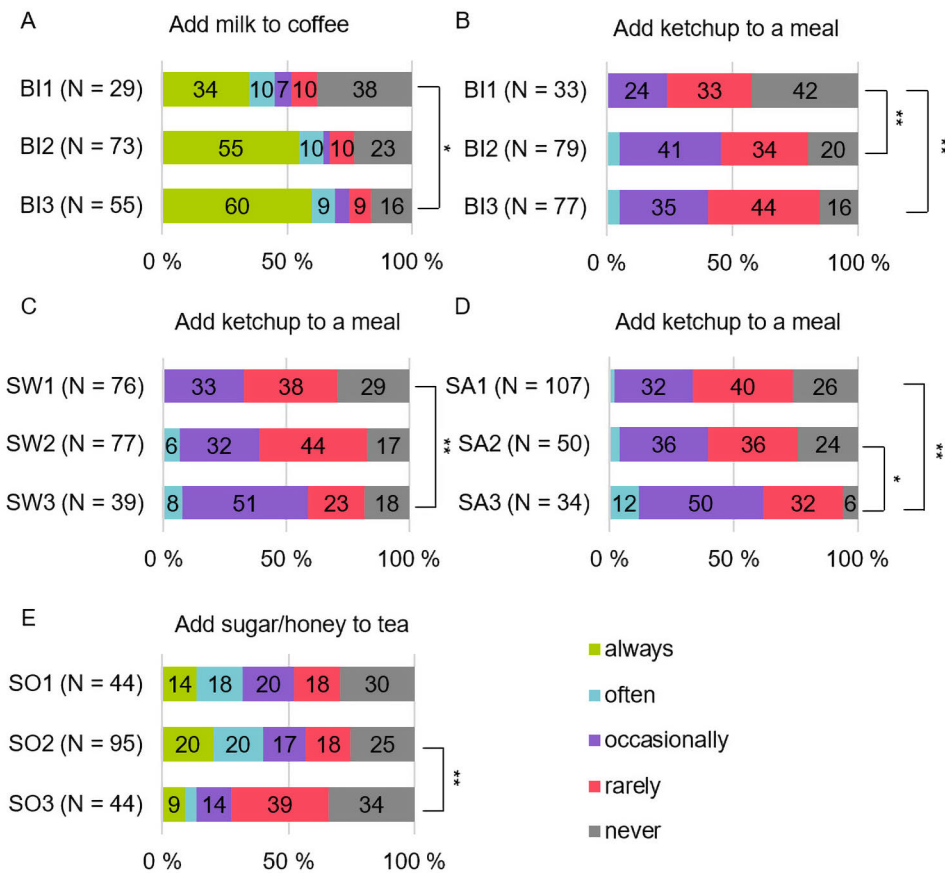 A
Add milk to coffee
BI1 (N = 29) 34 10 7 10 38
BI2 (N = 73) 55 10 10 23
BI3 (N = 55) 60 9 9 16
*
0 % 50 % 100 %
B
Add ketchup to a meal
BI1 (N = 33) 24 33 42
BI2 (N = 79) 41 34 20
BI3 (N = 77) 35 44 16
**
**
0 % 50 % 100 %
C
Add ketchup to a meal
SW1 (N = 76) 33 38 29
SW2 (N = 77) 6 32 44 17
SW3 (N = 39) 8 51 23 18
**
0 % 50 % 100 %
D
Add ketchup to a meal
SA1 (N = 107) 32 40 26
SA2 (N = 50) 36 36 24
SA3 (N = 34) 12 50 32 6
*
**
0 % 50 % 100 %
E
Add sugar/honey to tea
SO1 (N = 44) 14 18 20 18 30
SO2 (N = 95) 20 20 17 18 25
SO3 (N = 44) 9 14 39 34
**
0 % 50 % 100 %
always
often
occasionally
rarely
never